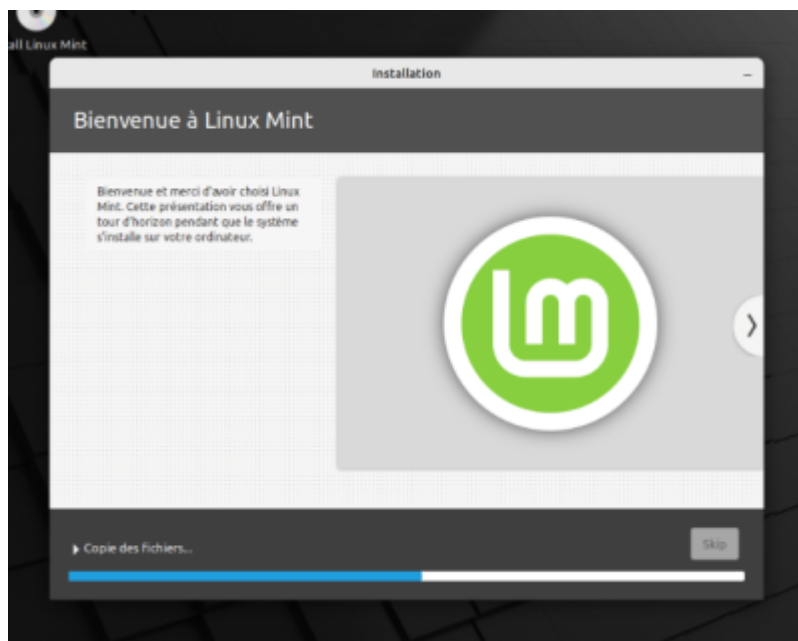 all Linux Mint
Installation
Bienvenue à Linux Mint
Bienvenue et merci d'avoir choisi Linux
Mint. Cette présentation vous offre un
tour d'horizon pendant que le système
s'installe sur votre ordinateur.
Copie des fichiers...
Skip